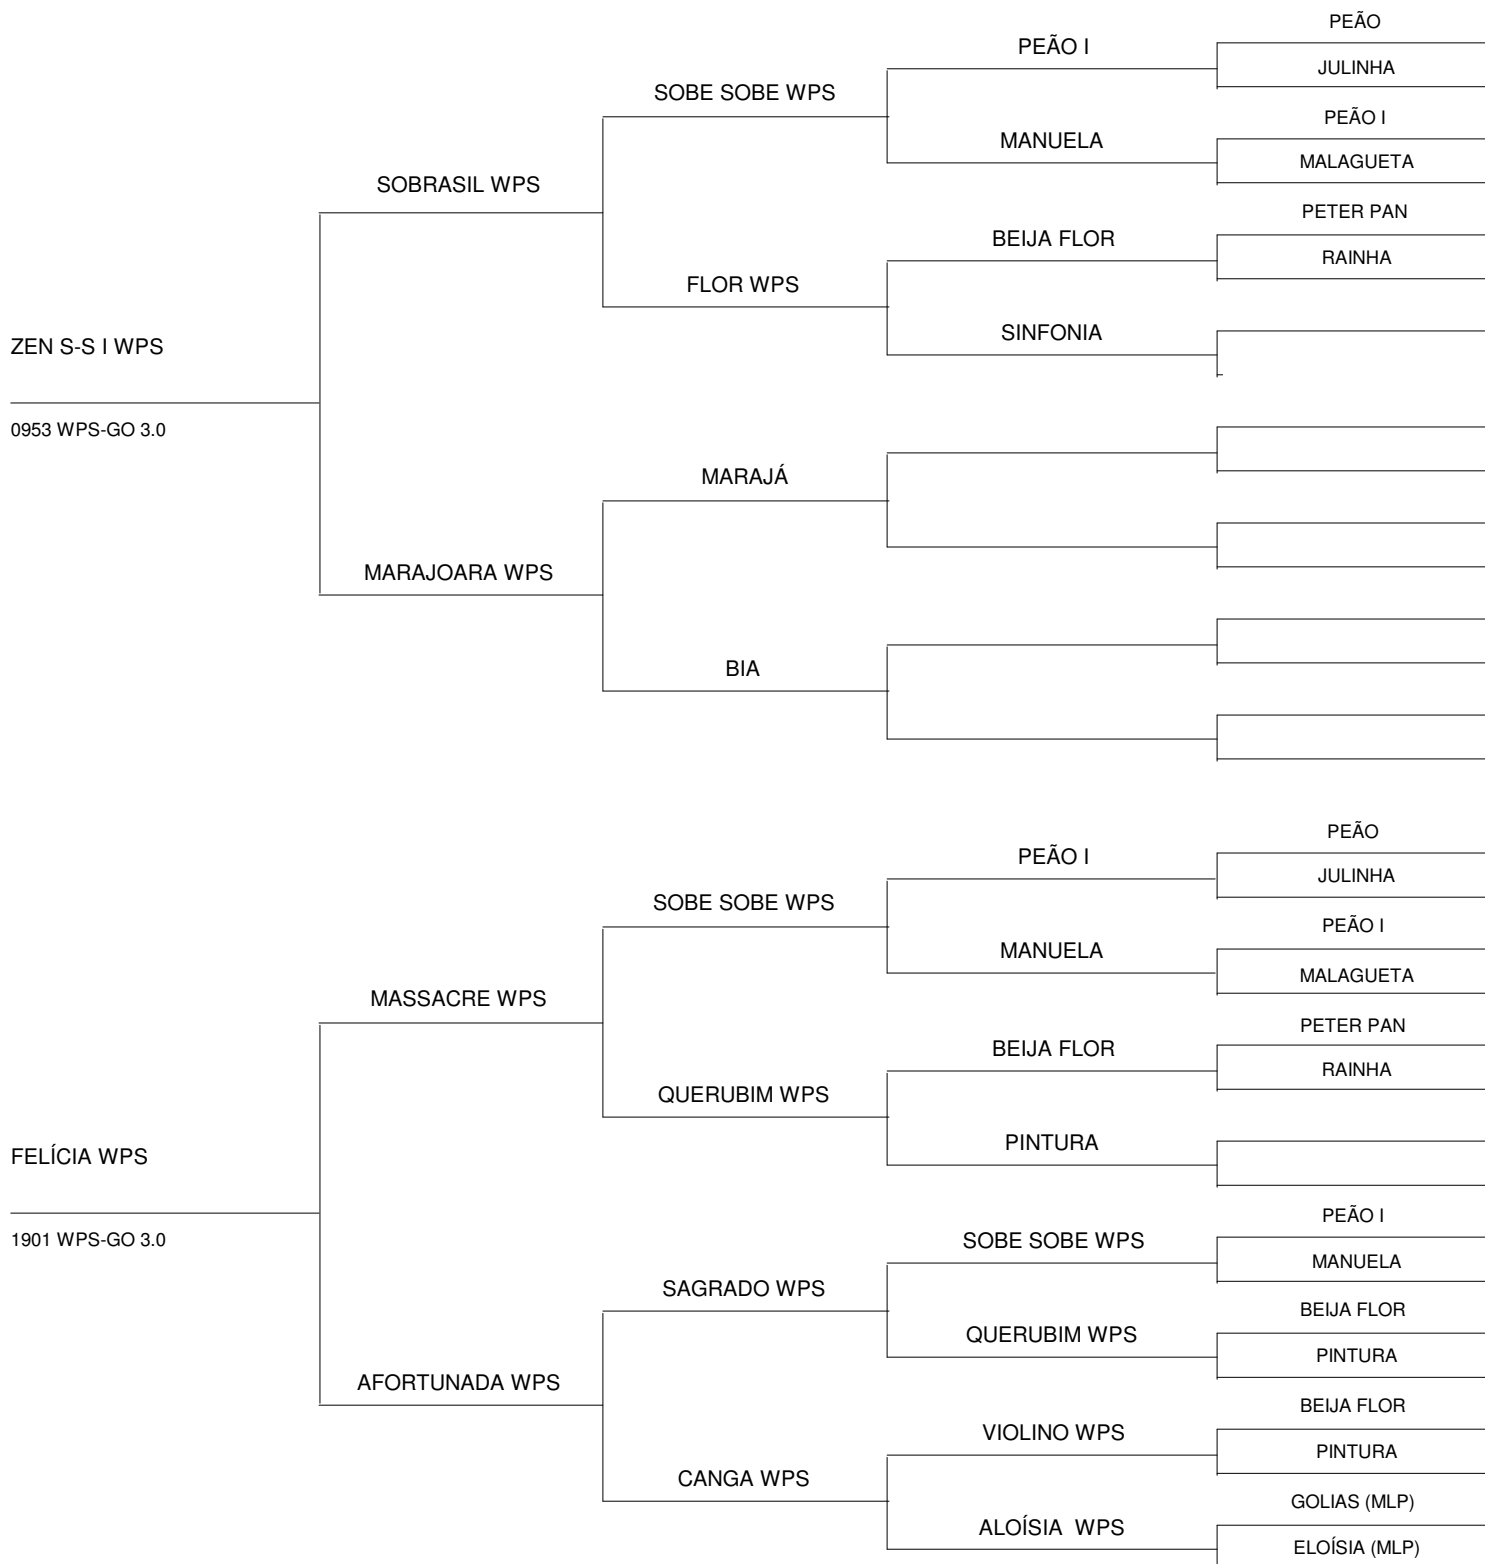 PEÃO
PEÃO I
JULINHA
SOBE SOBE WPS
PEÃO I
MANUELA
MALAGUETA
SOBRASIL WPS
PETER PAN
BEIJA FLOR
RAINHA
FLOR WPS
SINFONIA
ZEN S-S I WPS
0953 WPS-GO 3.0
MARAJÁ
MARAJOARA WPS
BIA
PEÃO
PEÃO I
JULINHA
SOBE SOBE WPS
PEÃO I
MANUELA
MALAGUETA
MASSACRE WPS
PETER PAN
BEIJA FLOR
RAINHA
QUERUBIM WPS
PINTURA
FELÍCIA WPS
PEÃO I
1901 WPS-GO 3.0
SOBE SOBE WPS
MANUELA
SAGRADO WPS
BEIJA FLOR
QUERUBIM WPS
PINTURA
AFORTUNADA WPS
BEIJA FLOR
VIOLINO WPS
PINTURA
CANGA WPS
GOLIAS (MLP)
ALOÍSIA  WPS
ELOÍSIA (MLP)